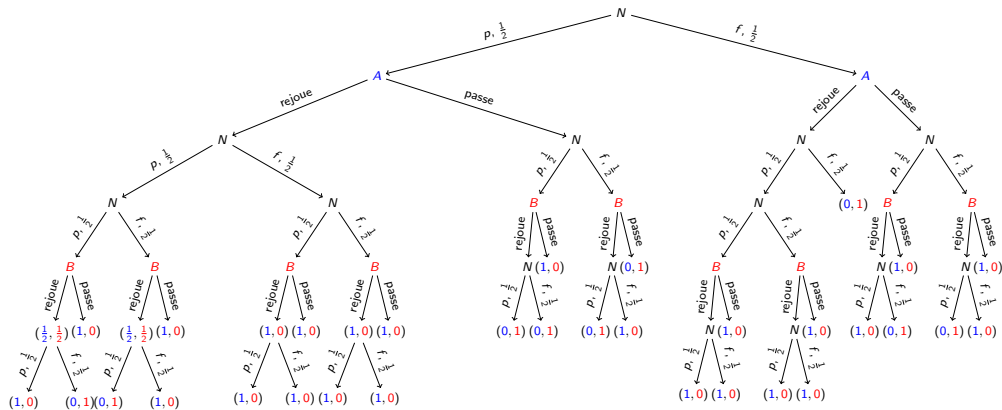 N
p, 1/2 f, 1/2
A A
rejoue passe rejoue passe
N N N N
p, 1/2 f, 1/2 p, 1/2 f, 1/2 p, 1/2 f, 1/2 p, 1/2 f, 1/2
N N B B N (0, 1) B B
p, 1/2 f, 1/2 p, 1/2 f, 1/2 rejoue passe rejoue passe p, 1/2 f, 1/2 rejoue passe rejoue passe
B B B B N (1, 0) N (0, 1) B B N (1, 0) N (1, 0)
rejoue passe rejoue passe rejoue passe rejoue passe p, 1/2 f, 1/2 p, 1/2 f, 1/2 rejoue passe rejoue passe p, 1/2 f, 1/2 p, 1/2 f, 1/2
(1/2, 1/2) (1, 0) (1/2, 1/2) (1, 0) (1, 0) (1, 0) (1, 0) (1, 0) (0, 1) (0, 1) (0, 1) (1, 0) N (1, 0) N (1, 0) (1, 0) (0, 1) (0, 1) (1, 0)
p, 1/2 f, 1/2 p, 1/2 f, 1/2 p, 1/2 f, 1/2 p, 1/2 f, 1/2 p, 1/2 f, 1/2 p, 1/2 f, 1/2
(1, 0) (0, 1) (0, 1) (1, 0) (1, 0) (1, 0) (1, 0) (1, 0) (1, 0) (1, 0) (1, 0) (1, 0)